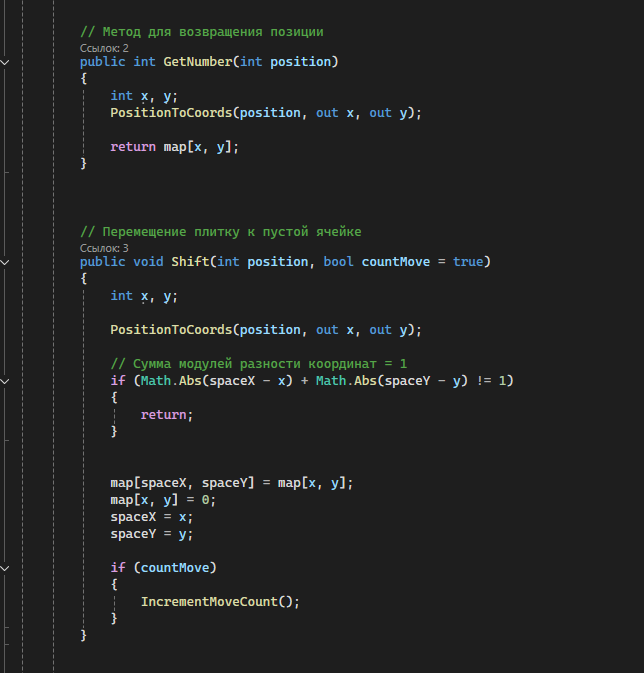 // Метод для возвращения позиции
Ссылок: 2
public int GetNumber(int position)
{
int x, y;
PositionToCoords(position, out x, out y);
return map[x, y];
}
// Перемещение плитку к пустой ячейке
Ссылок: 3
public void Shift(int position, bool countMove = true)
{
int x, y;
PositionToCoords(position, out x, out y);
// Сумма модулей разности координат = 1
if (Math.Abs(spaceX - x) + Math.Abs(spaceY - y) != 1)
{
return;
}
map[spaceX, spaceY] = map[x, y];
map[x, y] = 0;
spaceX = x;
spaceY = y;
if (countMove)
{
IncrementMoveCount();
}
}